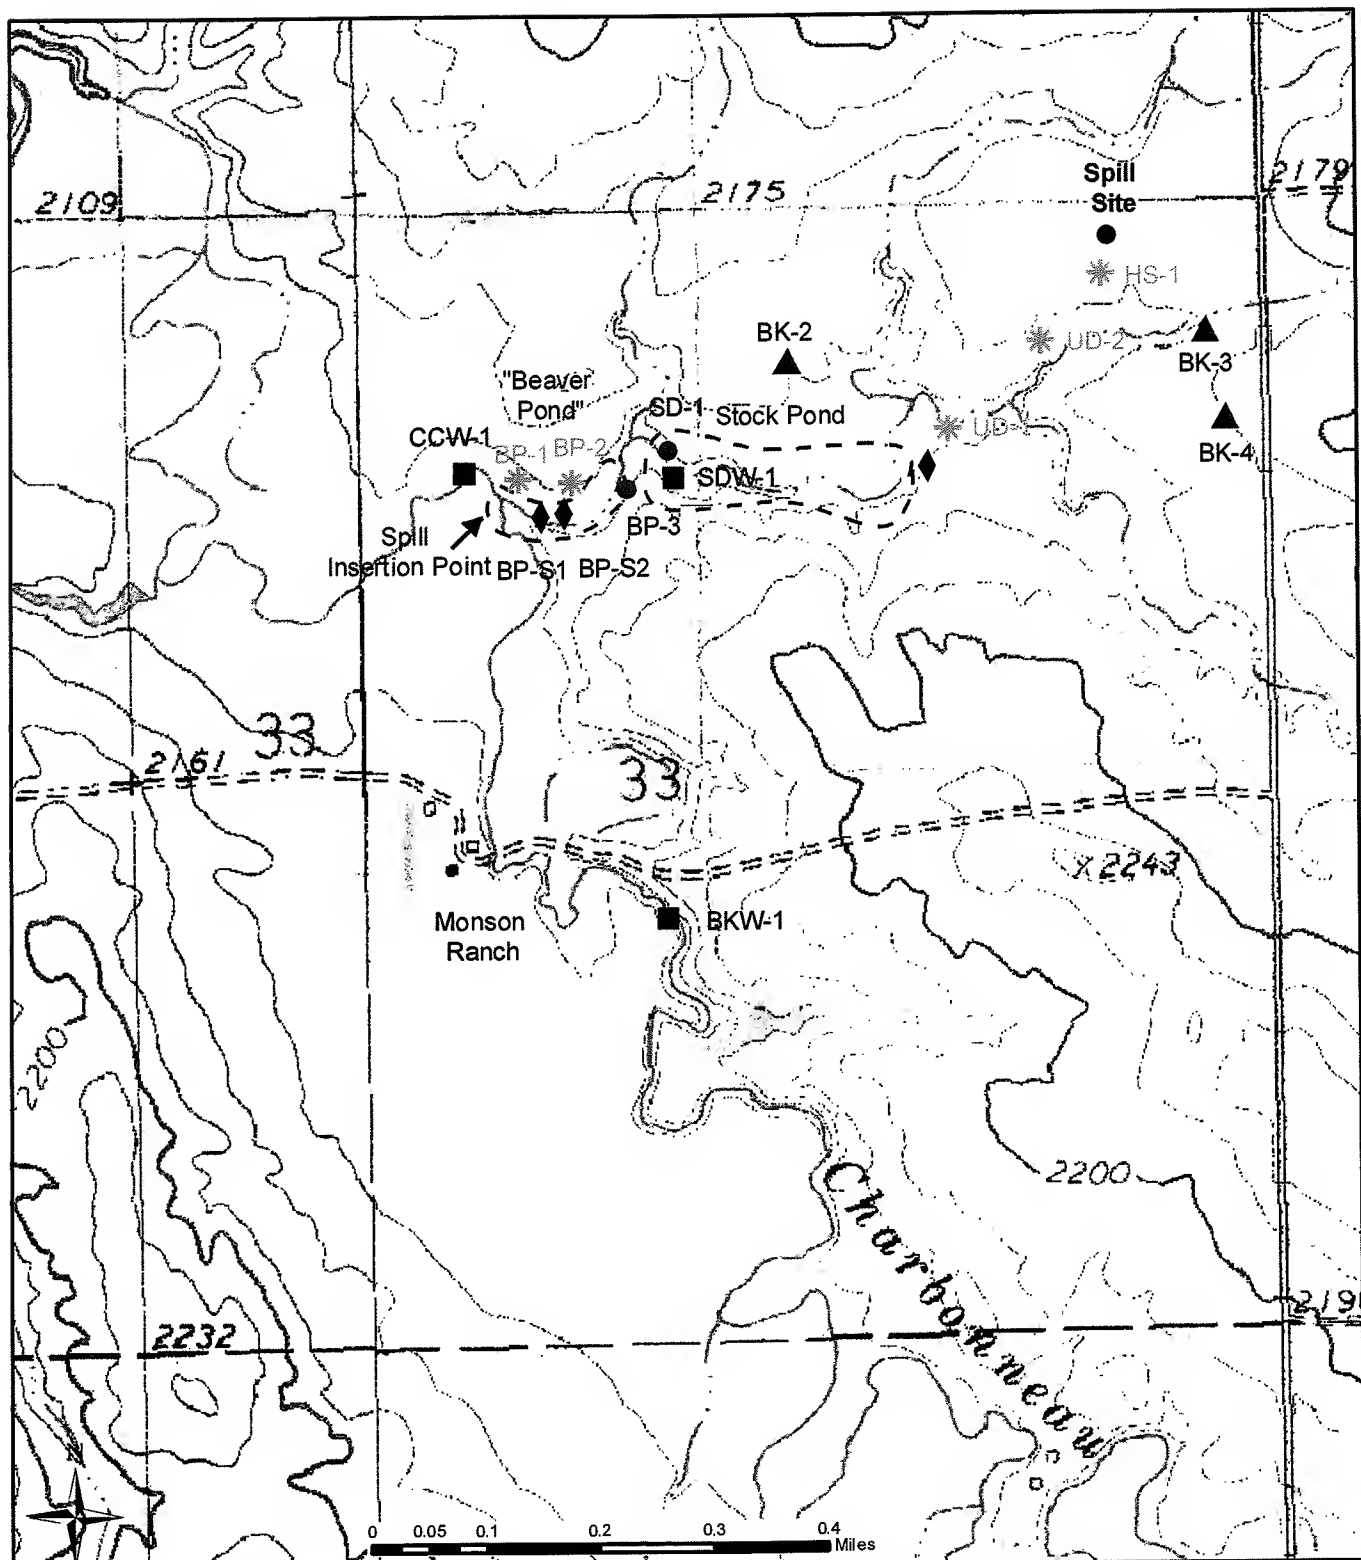 Spill
Site
2109
2175
2179
HS-1
BK-2
UD-2
BK-3
"Beaver
Pond"
SD-1
Stock Pond
UD-1
BK-4
CCW-1
BP-1
BP-2
SDW-1
BP-3
Spill
Insertion Point
BP-S1
BP-S2
33
2161
33
X 2243
Monson
Ranch
BKW-1
2200
2200
Charbonneau
2232
0
0.05
0.1
0.2
0.3
0.4
Miles